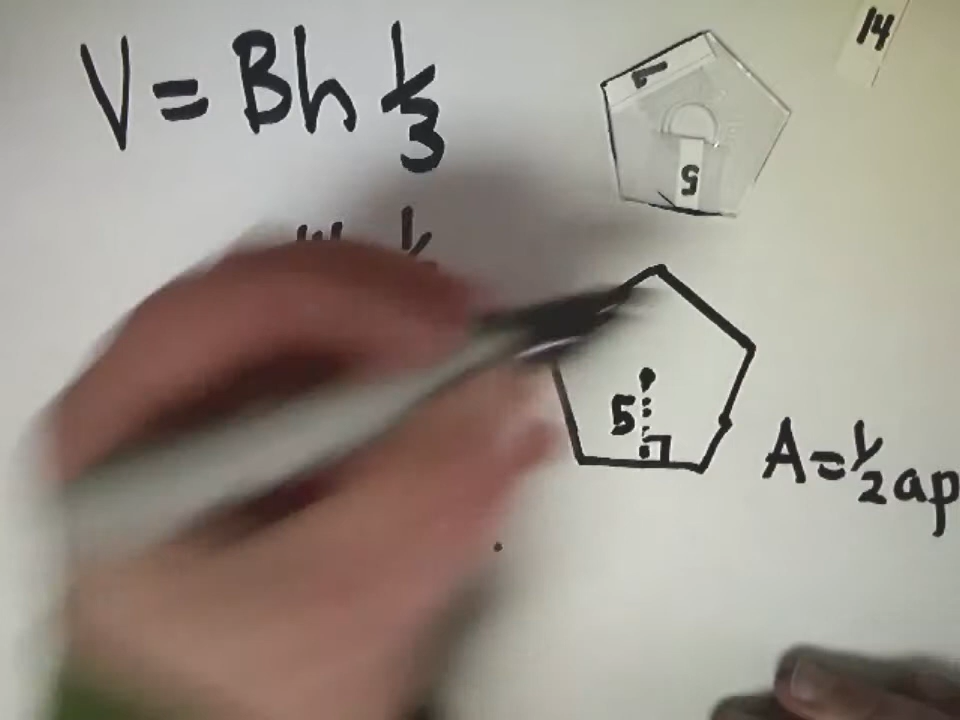 V = Bh 1/3
14
5
5
A = 1/2 ap